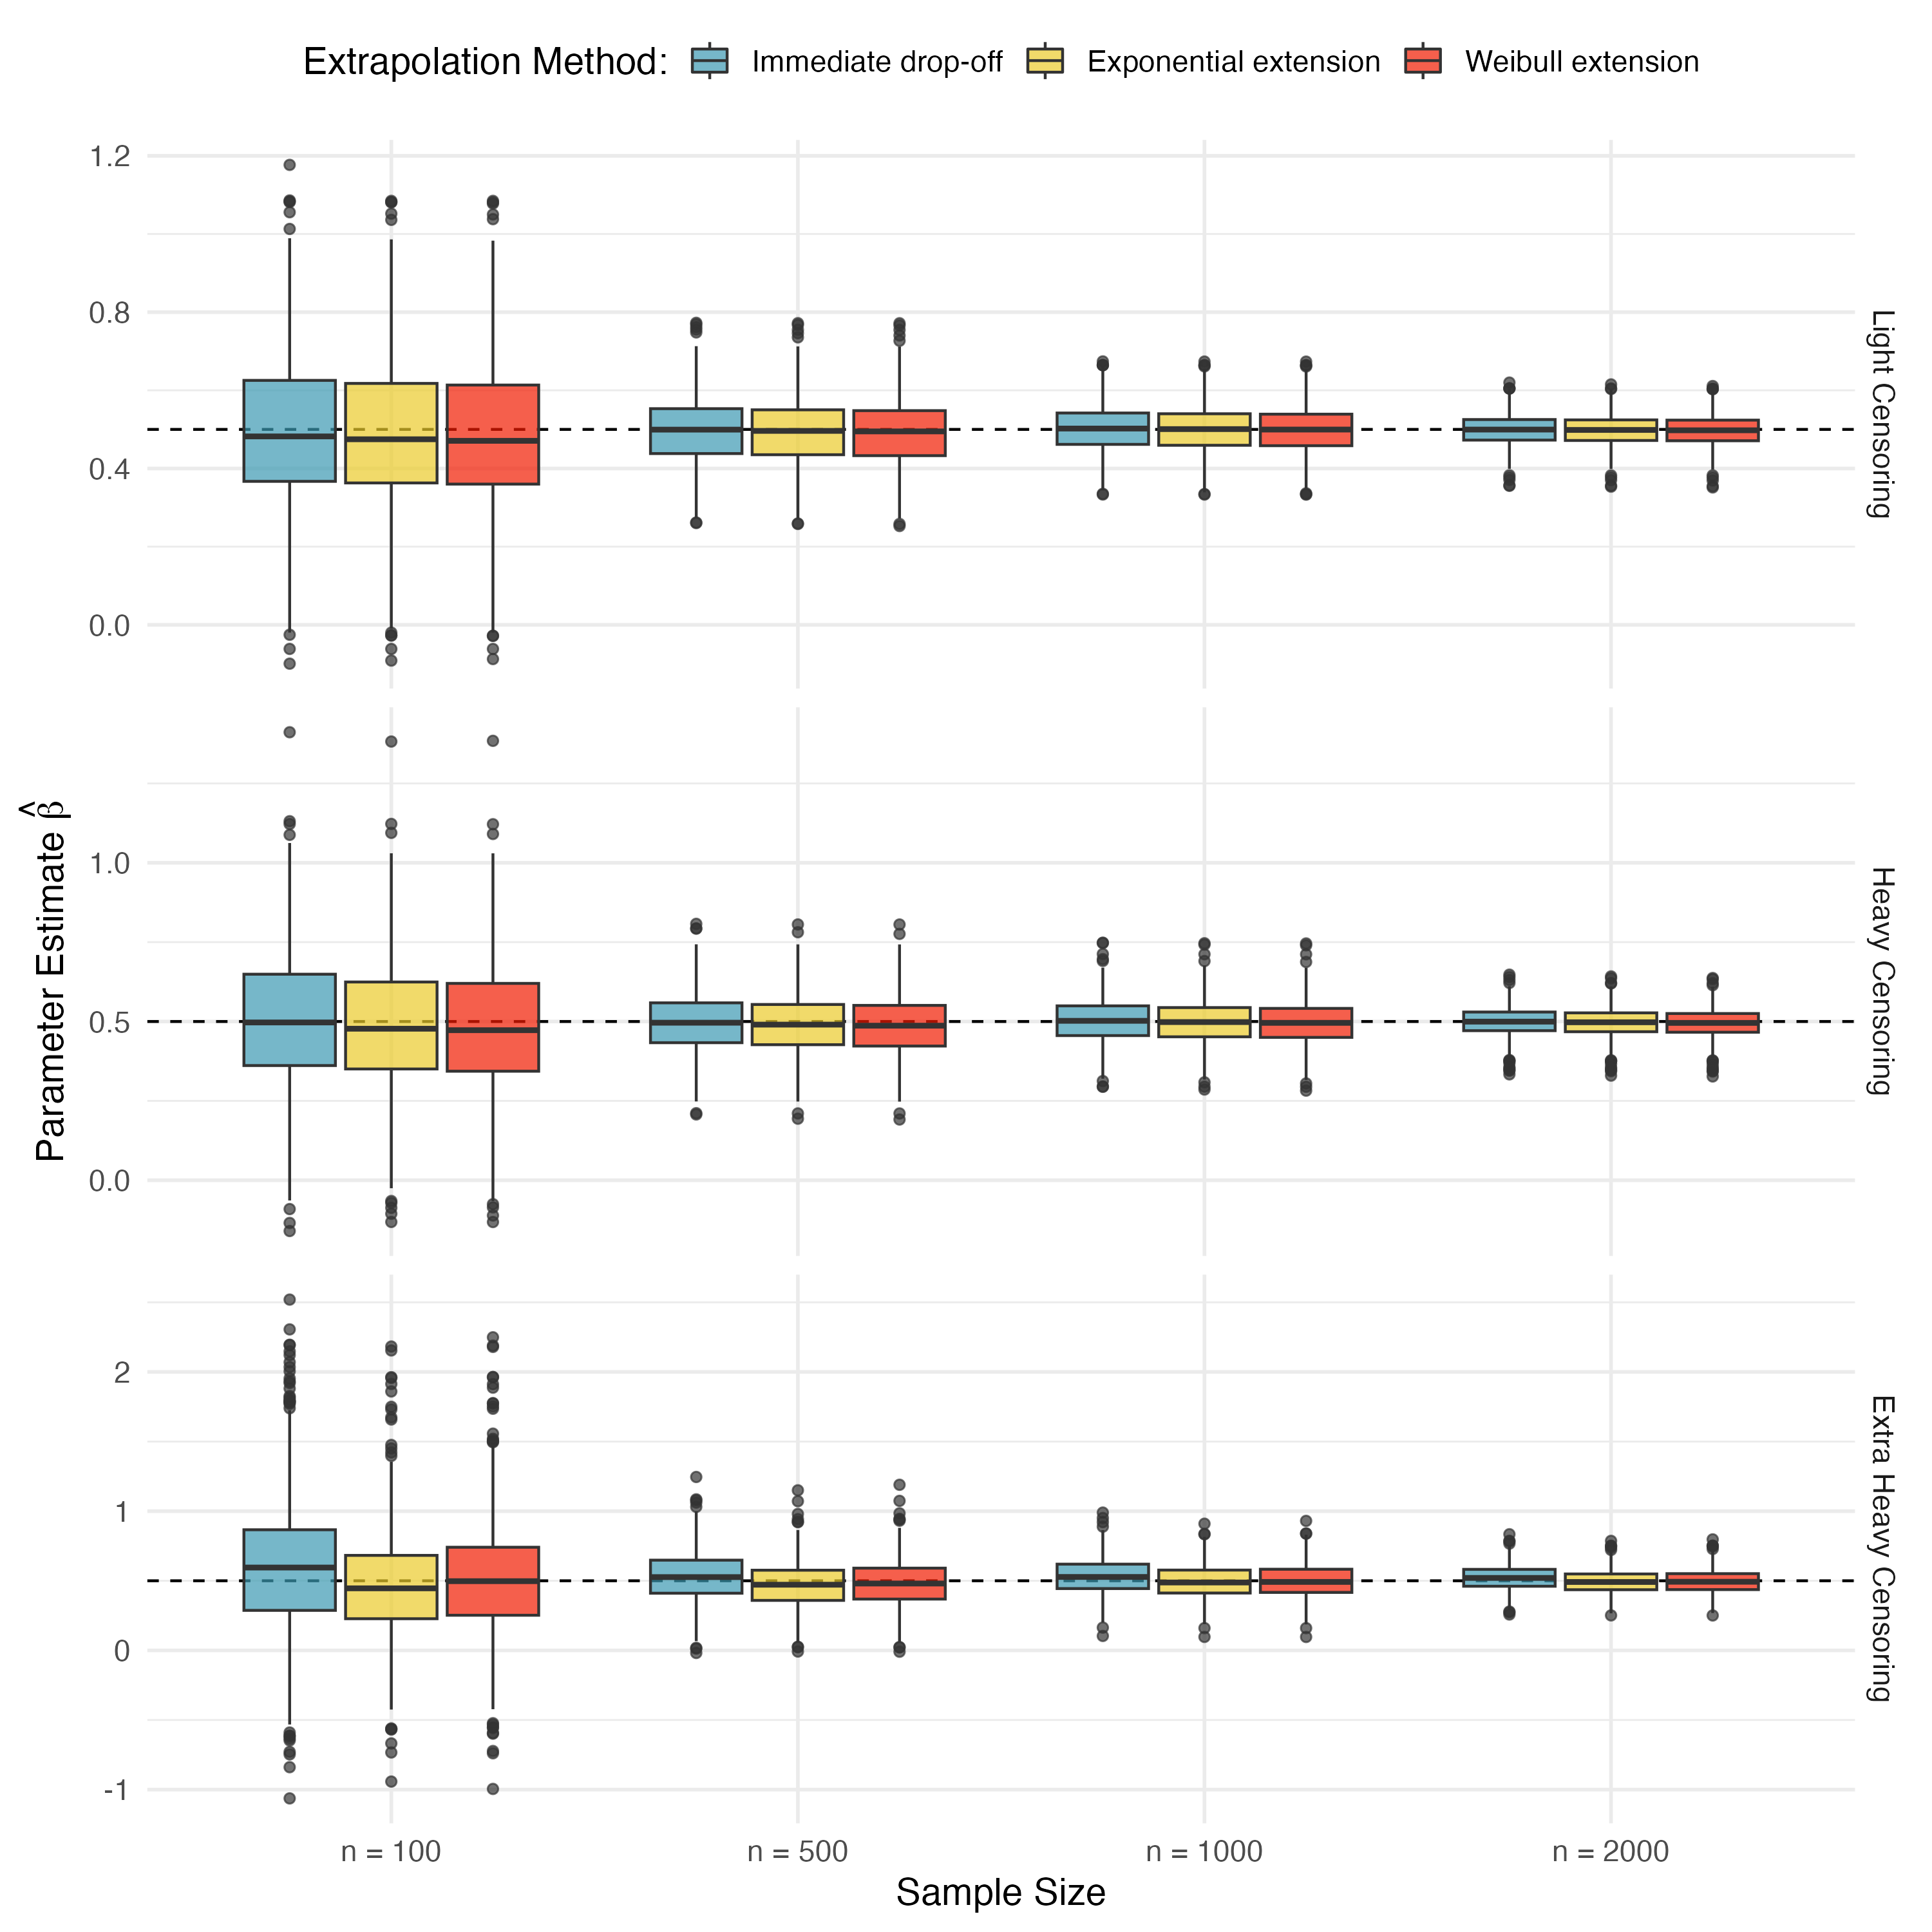 Extrapolation Method: Immediate drop-off Exponential extension Weibull extension
1.2
0.8
0.4
0.0
Light Censoring
1.0
0.5
0.0
Heavy Censoring
2
1
0
-1
Extra Heavy Censoring
Parameter Estimate β̂
n = 100 n = 500 n = 1000 n = 2000
Sample Size